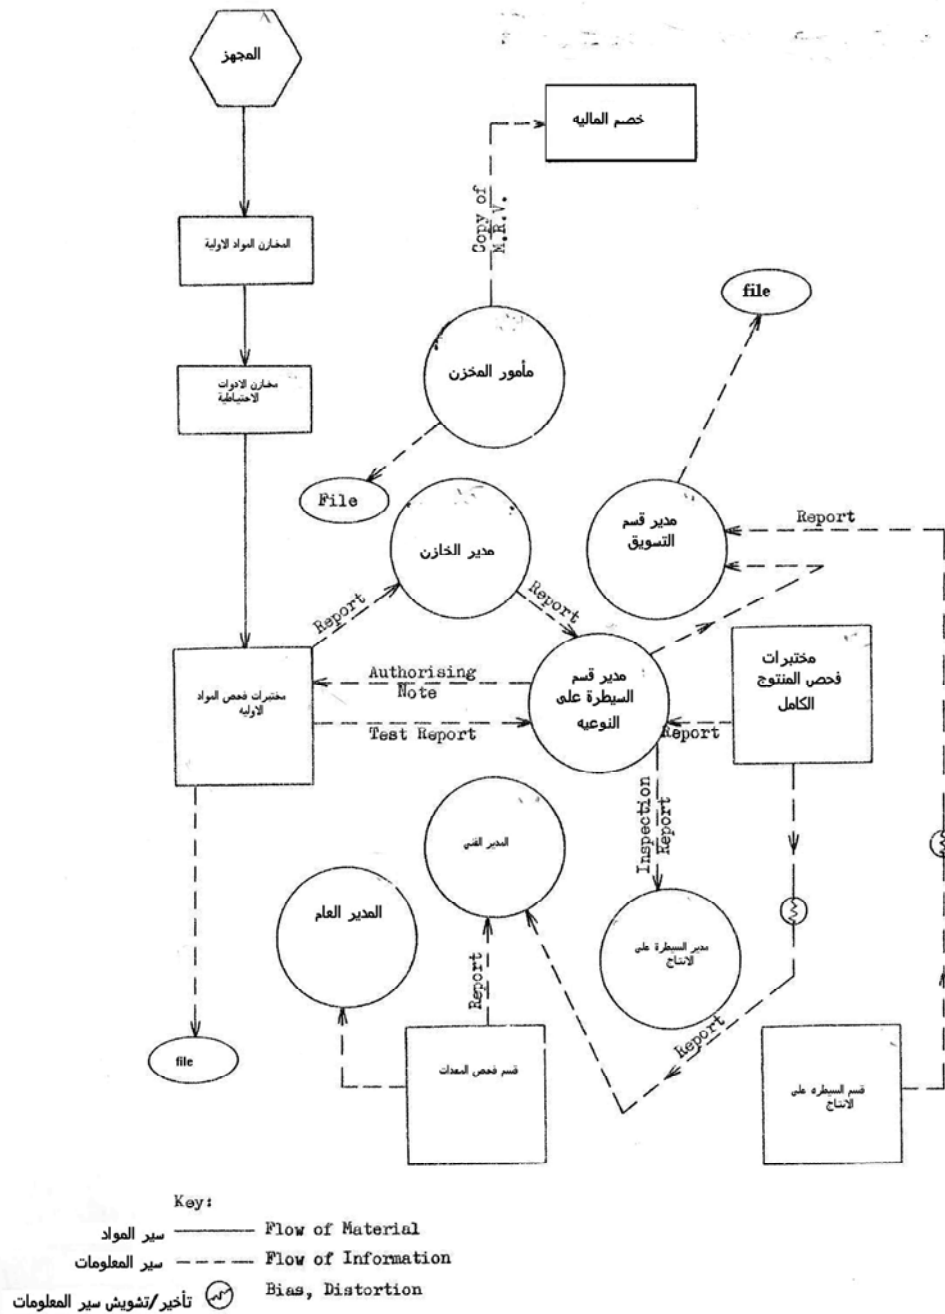 المجهز
خصم الماليه
Copy of
M.R.V.
المخازن المواد الاولية
file
مأمور المخزن
مخازن الادوات
الاحتياطية
File
مدير قسم
التسويق
Report
مدير الخازن
Report
Report
مختبرات
فحص المنتوج
الكامل
مدير قسم
السيطرة على
النوعيه
Authorising
Note
مختبرات فحص المواد
الاوليه
Test Report
Report
Inspection
Report
المدير الفني
المدير العام
مدير السيطرة على
الانتاج
Report
Report
file
قسم فحص المعدات
قسم السيطره على
الانتاج
Key:
سير المواد Flow of Material
سير المعلومات Flow of Information
تأخير/تشويش سير المعلومات Bias, Distortion